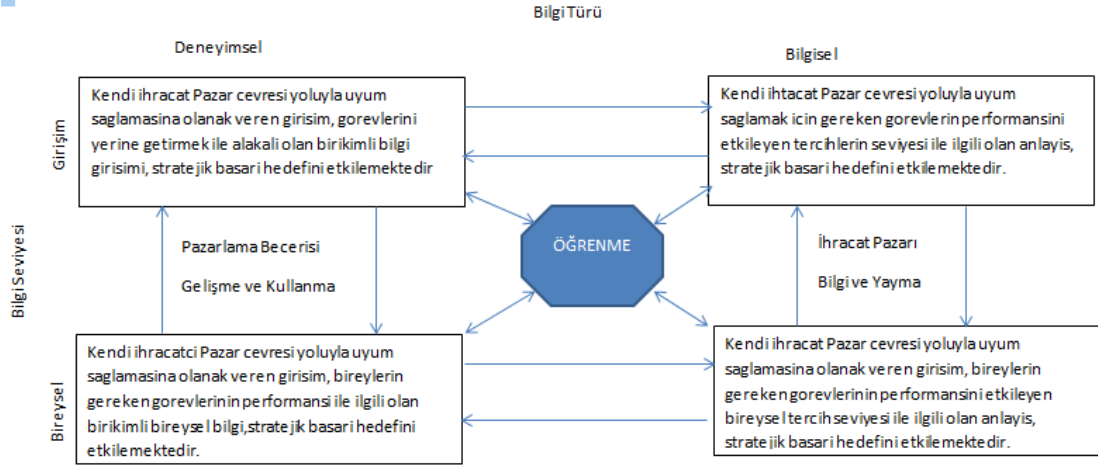 Bilgi Türü
Deneyimsel
Bilgisel
Girişim
Kendi ihracat Pazar cevresi yoluyla uyum
saglamasina olanak veren girisim, gorevlerini
yerine getirmek ile alakali olan birikimli bilgi
girisimi, stratejik basari hedefini etkilemektedir
Kendi ihtacat Pazar cevresi yoluyla uyum
saglamak icin gereken gorevlerin performansini
etkileyen tercihlerin seviyesi ile ilgili olan anlayis,
stratejik basari hedefini etkilemektedir.
Bilgi Seviyesi
Pazarlama Becerisi
Gelişme ve Kullanma
ÖĞRENME
İhracat Pazarı
Bilgi ve Yayma
Bireysel
Kendi ihracatci Pazar cevresi yoluyla uyum
saglamasina olanak veren girisim, bireylerin
gereken gorevlerinin performansi ile ilgili olan
birikimli bireysel bilgi,stratejik basari hedefini
etkilemektedir.
Kendi ihracat Pazar cevresi yoluyla uyum
saglamasina olanak veren girisim, bireylerin
gereken gorevlerinin performansini etkileyen
bireysel tercih seviyesi ile ilgili olan anlayis,
stratejik basari hedefini etkilemektedir.